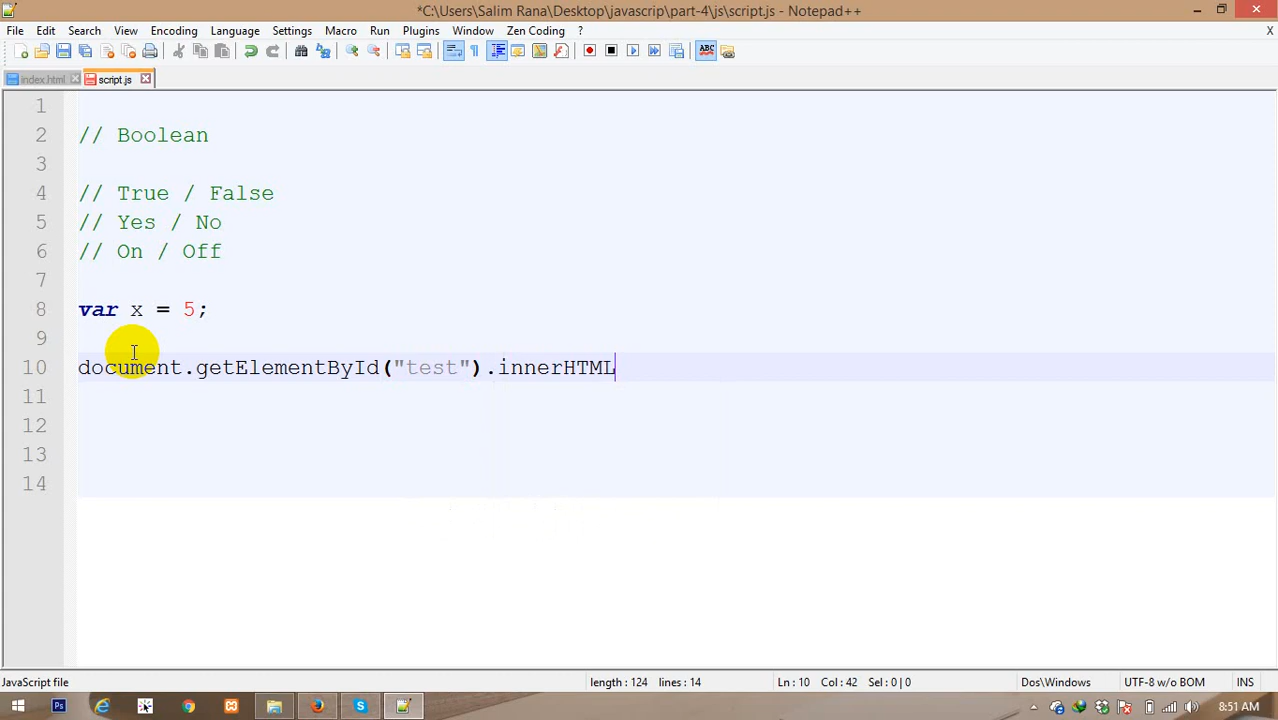 *C:\Users\Salim Rana\Desktop\javascrip\part-4\js\script.js - Notepad++
File Edit Search View Encoding Language Settings Macro Run Plugins Window Zen Coding ? X
ABC
index.html script.js
1
2 // Boolean
3
4 // True / False
5 // Yes / No
6 // On / Off
7
8 var x = 5;
9
10 document.getElementById("test").innerHTML
11
12
13
14
JavaScript file length : 124 lines : 14 Ln : 10 Col : 42 Sel : 0 | 0 Dos\Windows UTF-8 w/o BOM INS
Ps 8:51 AM